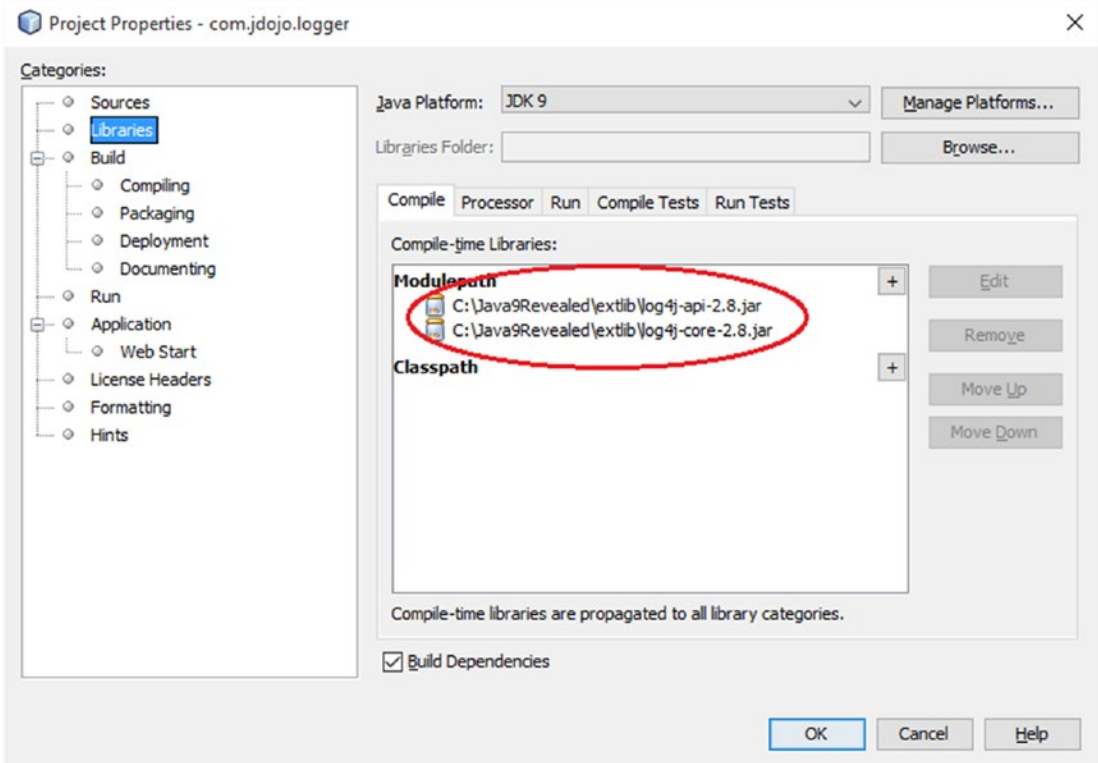 Project Properties - com.jdojo.logger
Categories:
Sources
Libraries
Build
Compiling
Packaging
Deployment
Documenting
Run
Application
Web Start
License Headers
Formatting
Hints
Java Platform: JDK 9 Manage Platforms...
Libraries Folder: Browse...
Compile Processor Run Compile Tests Run Tests
Compile-time Libraries:
Modulepath +
C:\Java9Revealed\extlib\log4j-api-2.8.jar
C:\Java9Revealed\extlib\log4j-core-2.8.jar
Classpath +
Edit
Remove
Move Up
Move Down
Compile-time libraries are propagated to all library categories.
Build Dependencies
OK Cancel Help